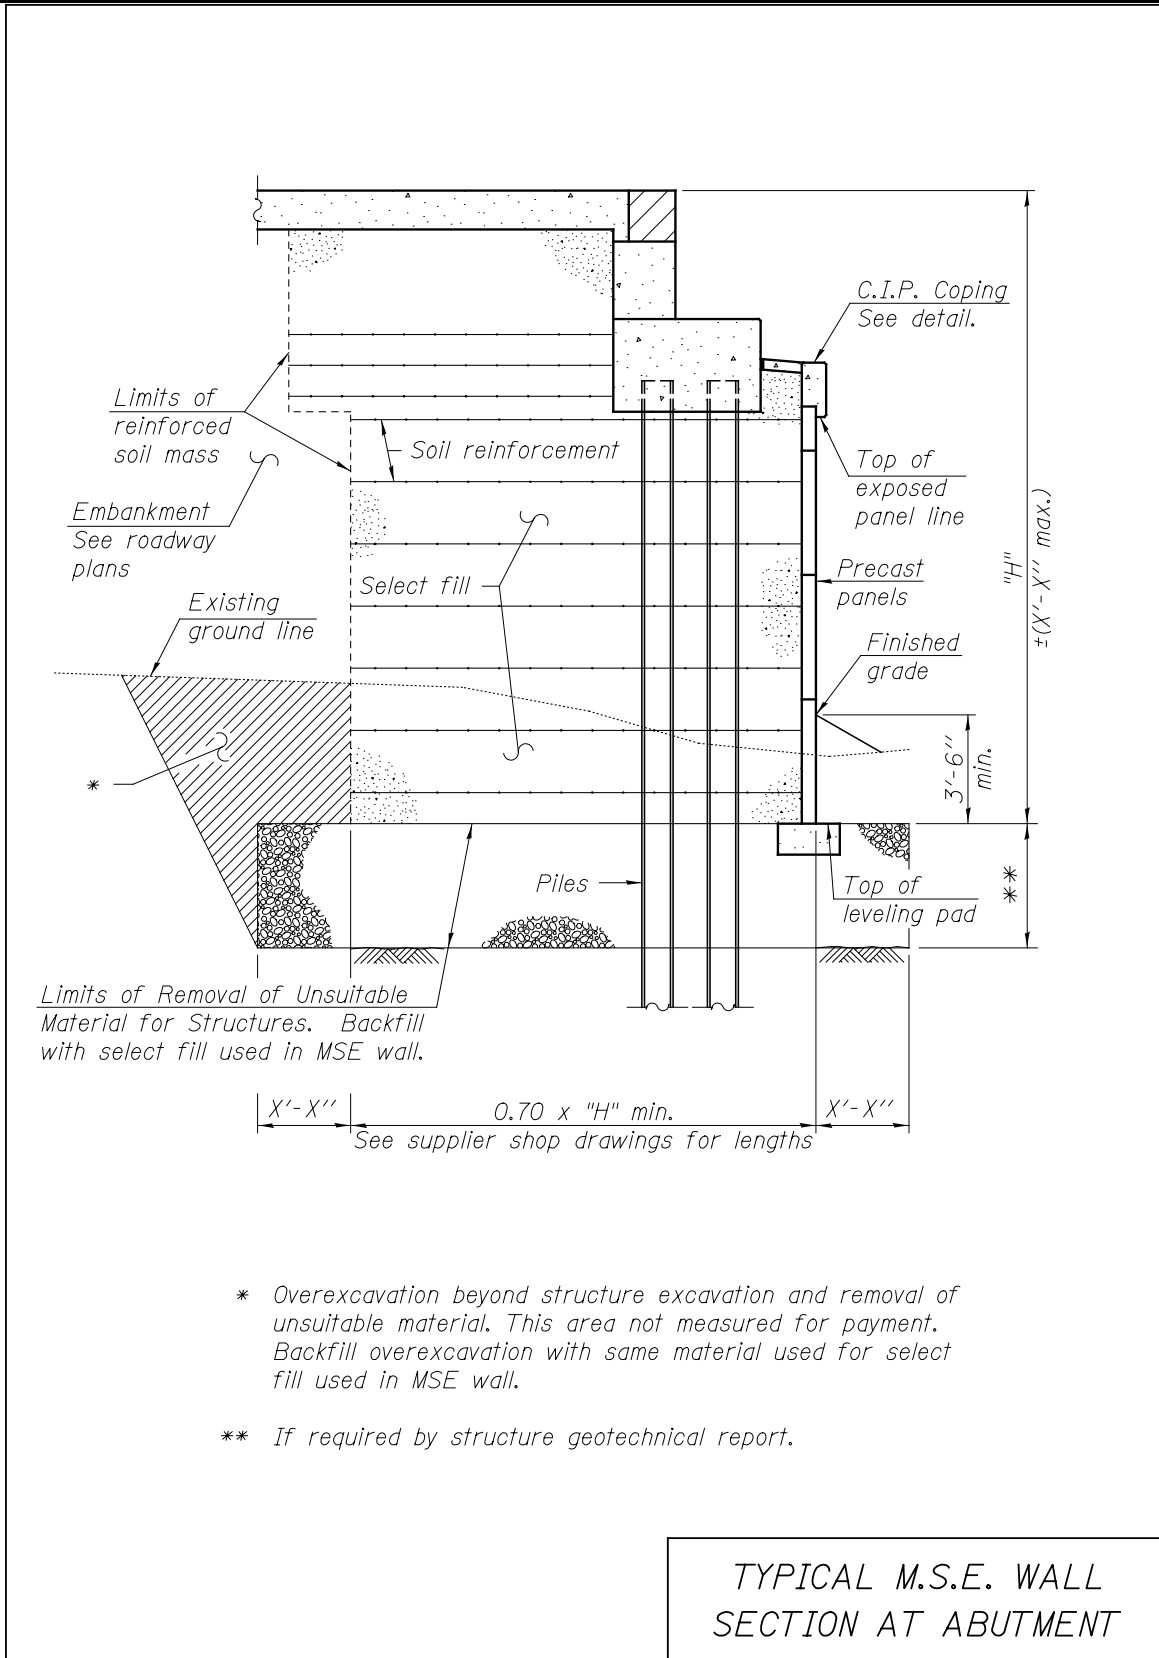 C.I.P. Coping
See detail.
Limits of
reinforced
soil mass
Soil reinforcement
Top of
exposed
panel line
Embankment
See roadway
plans
"H"
±(X'-X" max.)
Select fill
Precast
panels
Existing
ground line
Finished
grade
3'-6"
min.
*
Piles
Top of
leveling pad
**
Limits of Removal of Unsuitable
Material for Structures. Backfill
with select fill used in MSE wall.
X'-X"
0.70 x "H" min.
X'-X"
See supplier shop drawings for lengths
* Overexcavation beyond structure excavation and removal of
unsuitable material. This area not measured for payment.
Backfill overexcavation with same material used for select
fill used in MSE wall.
** If required by structure geotechnical report.
TYPICAL M.S.E. WALL
SECTION AT ABUTMENT